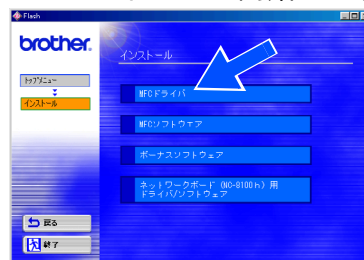 Flash
brother.
インストール
トップメニュー
インストール
MFCドライバ
MFCソフトウェア
ボーナスソフトウェア
ネットワークボード (NC-8100h) 用
ドライバ/ソフトウェア
戻る
終了